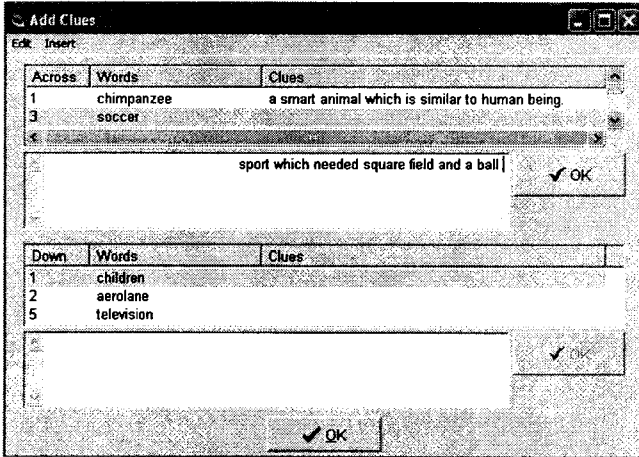 Add Clues
Edit Insert
Across Words Clues
1 chimpanzee a smart animal which is similar to human being.
3 soccer
sport which needed square field and a ball
OK
Down Words Clues
1 children
2 aerolane
5 television
OK
OK